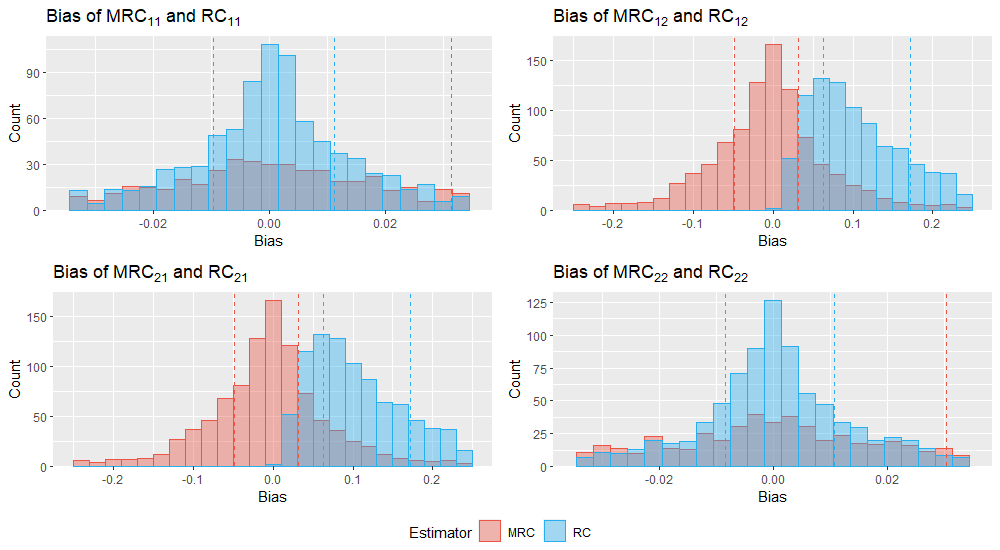 Bias of MRC₁₁ and RC₁₁
Count
90
60
30
0
-0.02
0.00
0.02
Bias
Bias of MRC₁₂ and RC₁₂
Count
150
100
50
0
-0.2
-0.1
0.0
0.1
0.2
Bias
Bias of MRC₂₁ and RC₂₁
Count
150
100
50
0
-0.2
-0.1
0.0
0.1
0.2
Bias
Bias of MRC₂₂ and RC₂₂
Count
125
100
75
50
25
0
-0.02
0.00
0.02
Bias
Estimator MRC RC